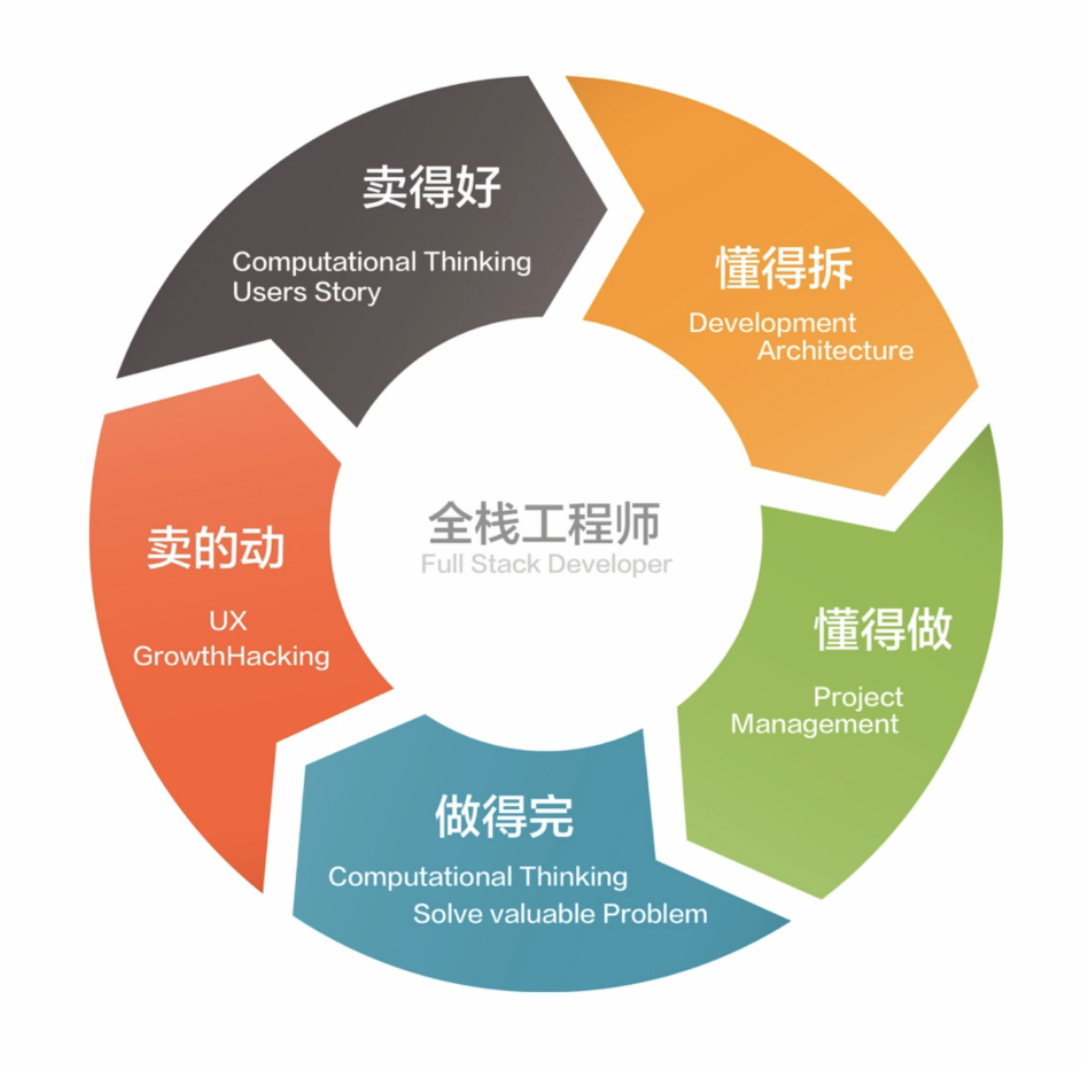 卖得好
Computational Thinking
Users Story
懂得拆
Development
Architecture
全栈工程师
Full Stack Developer
卖的动
UX
GrowthHacking
懂得做
Project
Management
做得完
Computational Thinking
Solve valuable Problem